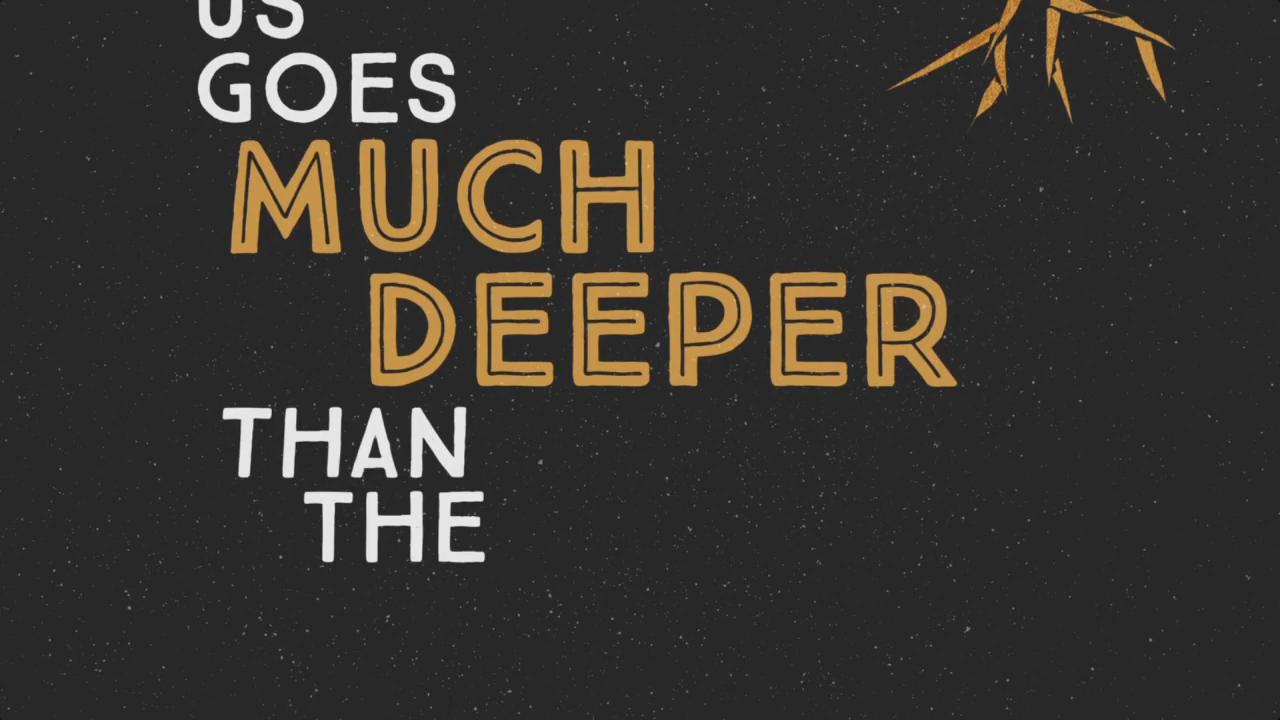 US
GOES
MUCH
DEEPER
THAN
THE